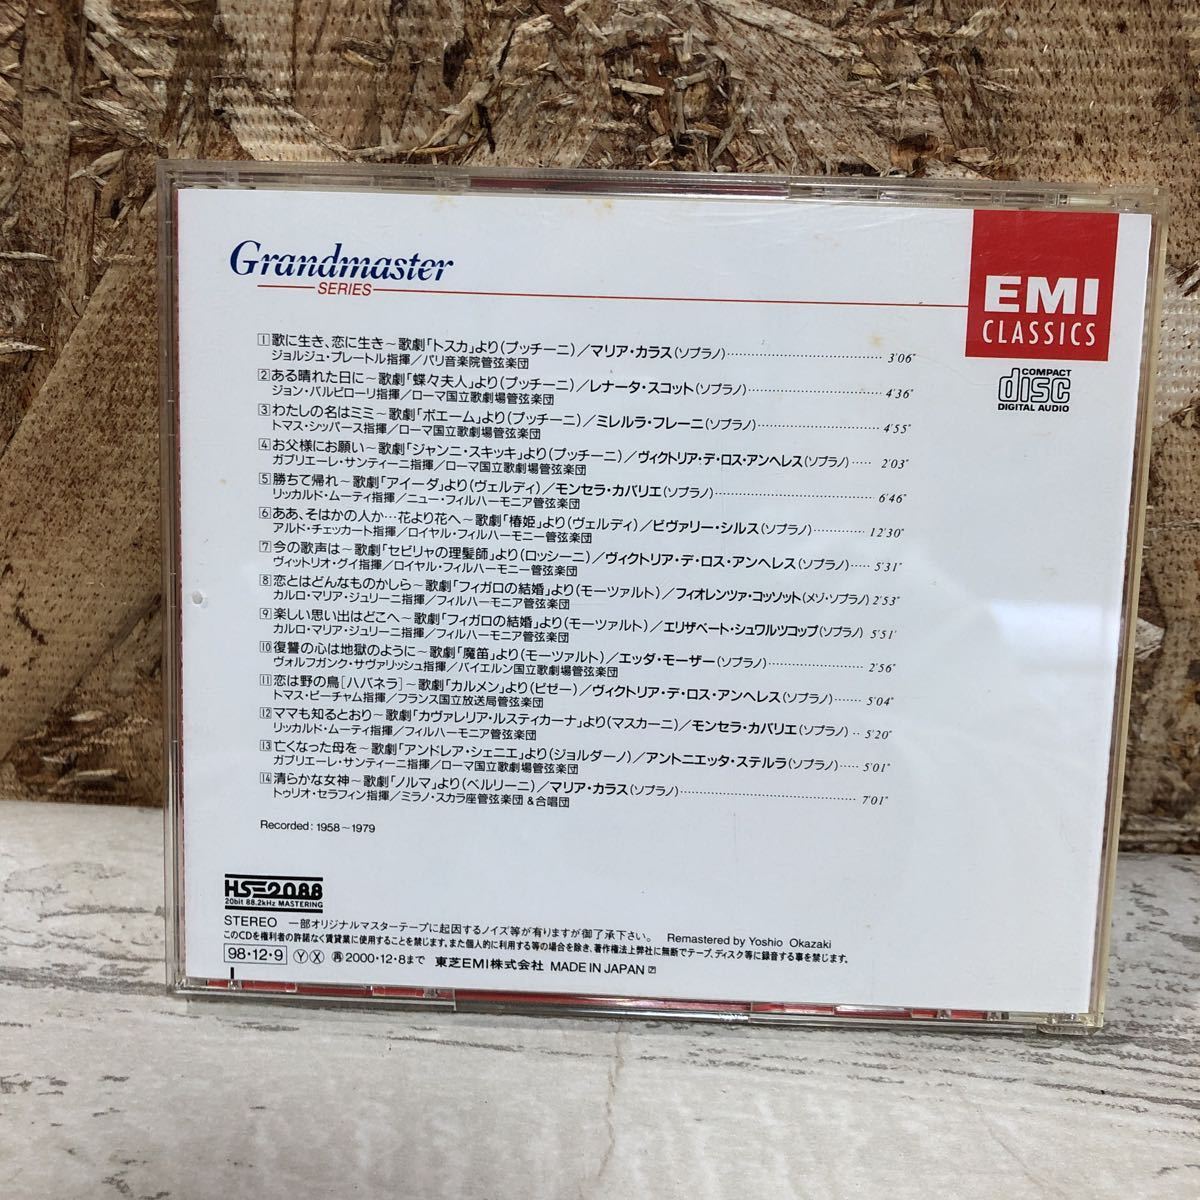 Grandmaster
SERIES
EMI
CLASSICS
COMPACT
disc
DIGITAL AUDIO
1 歌に生き、恋に生き～歌劇「トスカ」より(プッチーニ)／マリア・カラス(ソプラノ)……… 3'06"
ジョルジュ・プレートル指揮／パリ音楽院管弦楽団
2 ある晴れた日に～歌劇「蝶々夫人」より(プッチーニ)／レナータ・スコット(ソプラノ)……… 4'36"
ジョン・バルビローリ指揮／ローマ国立歌劇場管弦楽団
3 わたしの名はミミ～歌劇「ボエーム」より(プッチーニ)／ミレルラ・フレーニ(ソプラノ)……… 4'55"
トマス・シッパース指揮／ローマ国立歌劇場管弦楽団
4 お父様にお願い～歌劇「ジャンニ・スキッキ」より(プッチーニ)／ヴィクトリア・デ・ロス・アンヘレス(ソプラノ)…… 2'03"
ガブリエーレ・サンティーニ指揮／ローマ国立歌劇場管弦楽団
5 勝ちて帰れ～歌劇「アイーダ」より(ヴェルディ)／モンセラ・カバリエ(ソプラノ)……… 6'46"
リッカルド・ムーティ指揮／ニュー・フィルハーモニア管弦楽団
6 ああ、そはかの人か…花より花へ～歌劇「椿姫」より(ヴェルディ)／ビヴァリー・シルス(ソプラノ)……… 12'30"
アルド・チェッカート指揮／ロイヤル・フィルハーモニー管弦楽団
7 今の歌声は～歌劇「セビリャの理髪師」より(ロッシーニ)／ヴィクトリア・デ・ロス・アンヘレス(ソプラノ)…… 5'31"
ヴィットリオ・グイ指揮／ロイヤル・フィルハーモニー管弦楽団
8 恋とはどんなものかしら～歌劇「フィガロの結婚」より(モーツァルト)／フィオレンツァ・コッソット(メゾ・ソプラノ) 2'53"
カルロ・マリア・ジュリーニ指揮／フィルハーモニア管弦楽団
9 楽しい思い出はどこへ～歌劇「フィガロの結婚」より(モーツァルト)／エリザベート・シュワルツコップ(ソプラノ) 5'51"
カルロ・マリア・ジュリーニ指揮／フィルハーモニア管弦楽団
10 復讐の心は地獄のように～歌劇「魔笛」より(モーツァルト)／エッダ・モーザー(ソプラノ)……… 2'56"
ヴォルフガンク・サヴァリッシュ指揮／バイエルン国立歌劇場管弦楽団
11 恋は野の鳥[ハバネラ]～歌劇「カルメン」より(ビゼー)／ヴィクトリア・デ・ロス・アンヘレス(ソプラノ)……… 5'04"
トマス・ビーチャム指揮／フランス国立放送局管弦楽団
12 ママも知るとおり～歌劇「カヴァレリア・ルスティカーナ」より(マスカーニ)／モンセラ・カバリエ(ソプラノ)‥ 5'20"
リッカルド・ムーティ指揮／フィルハーモニア管弦楽団
13 亡くなった母を～歌劇「アンドレア・シェニエ」より(ジョルダーノ)／アントニエッタ・ステルラ(ソプラノ)…… 5'01"
ガブリエーレ・サンティーニ指揮／ローマ国立歌劇場管弦楽団
14 清らかな女神～歌劇「ノルマ」より(ベルリーニ)／マリア・カラス(ソプラノ)……… 7'01"
トゥリオ・セラフィン指揮／ミラノ・スカラ座管弦楽団＆合唱団
Recorded: 1958～1979
HS-2088
20bit 88.2kHz MASTERING
STEREO 一部オリジナルマスターテープに起因するノイズ等が有りますが御了承下さい。 Remastered by Yoshio Okazaki
このCDを権利者の許諾なく賃貸業に使用することを禁じます。また個人的に利用する等の場合を除き、著作権法上弊社に無断でテープ、ディスク等に録音する事を禁じます。
98・12・9 Ⓨ Ⓧ 再 2000・12・8まで 東芝EMI株式会社 MADE IN JAPAN